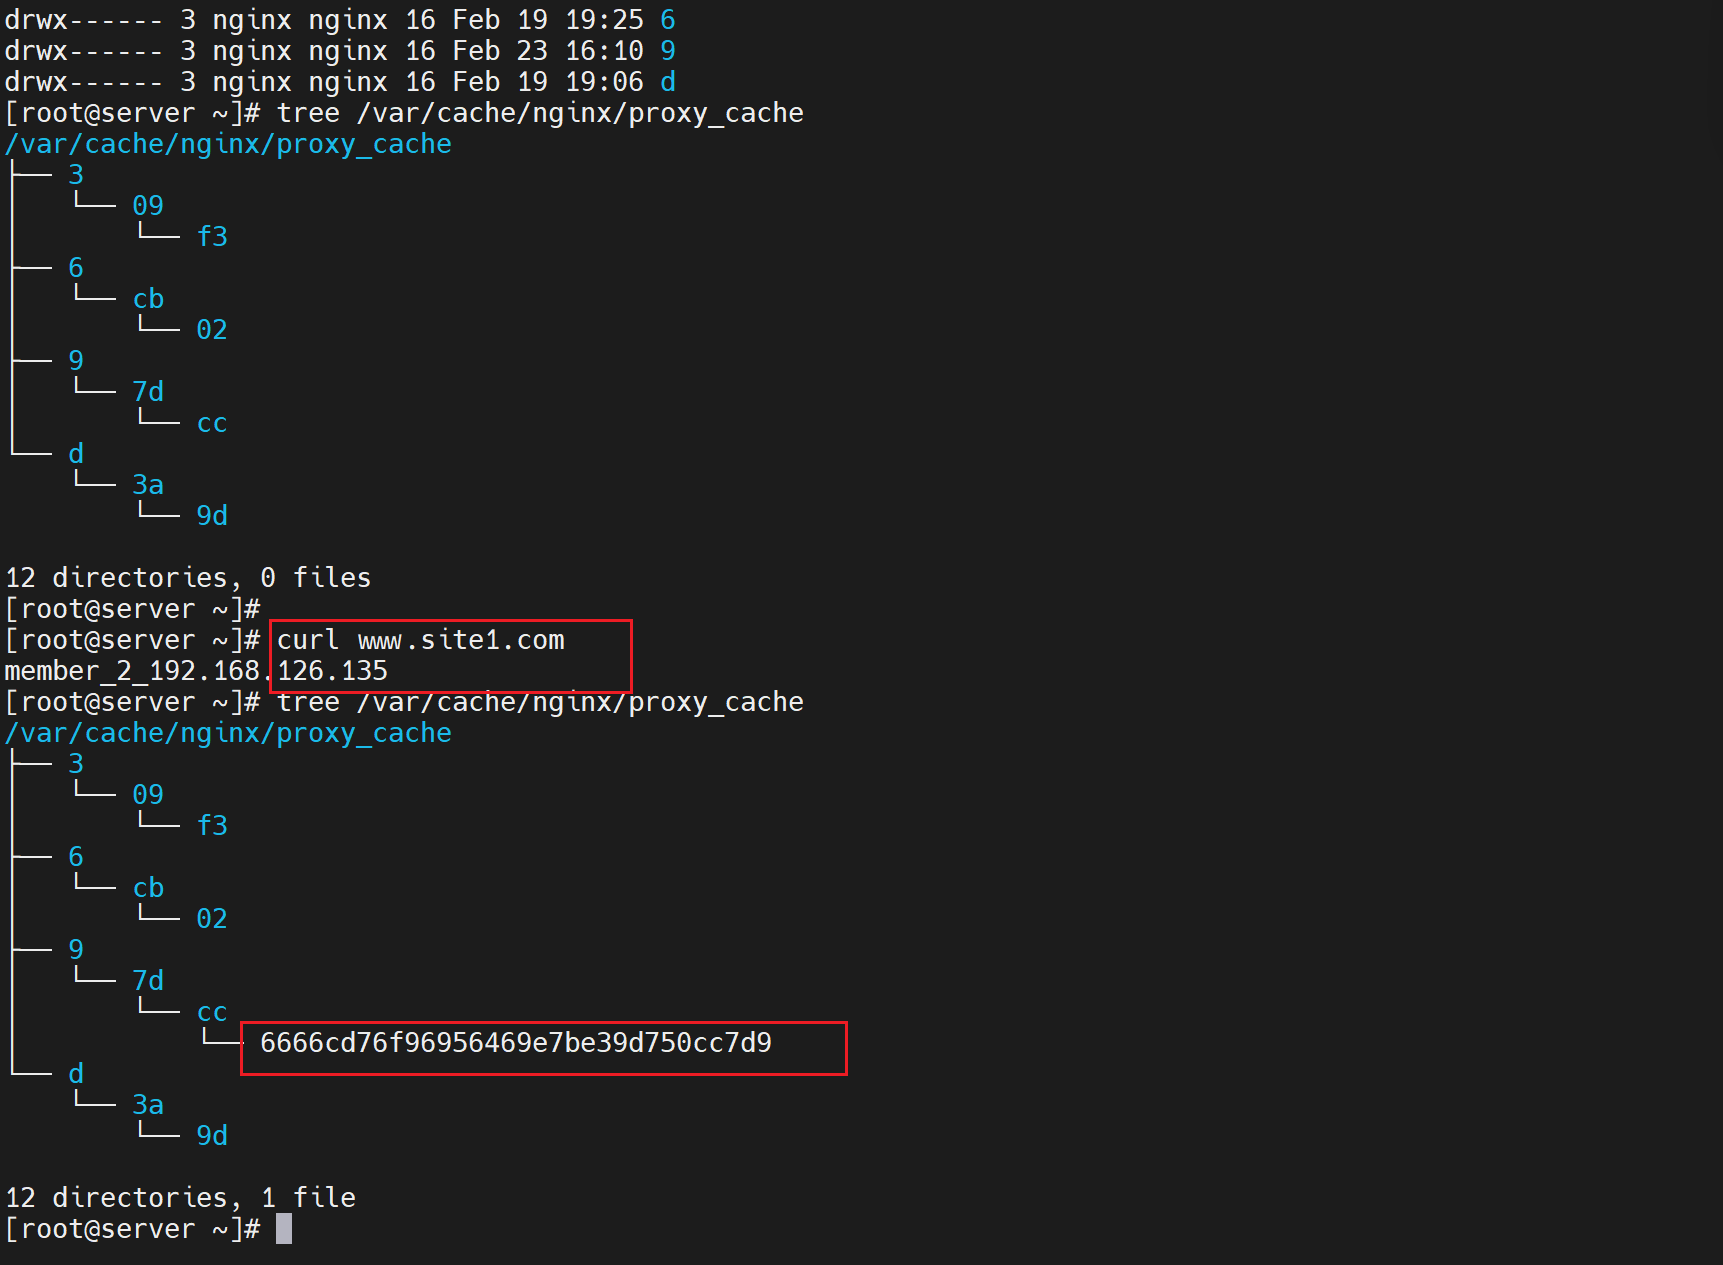 drwx------ 3 nginx nginx 16 Feb 19 19:25 6
drwx------ 3 nginx nginx 16 Feb 23 16:10 9
drwx------ 3 nginx nginx 16 Feb 19 19:06 d
[root@server ~]# tree /var/cache/nginx/proxy_cache
/var/cache/nginx/proxy_cache
├── 3
│   └── 09
│       └── f3
├── 6
│   └── cb
│       └── 02
├── 9
│   └── 7d
│       └── cc
└── d
    └── 3a
        └── 9d
12 directories, 0 files
[root@server ~]#
[root@server ~]# curl www.site1.com
member_2_192.168.126.135
[root@server ~]# tree /var/cache/nginx/proxy_cache
/var/cache/nginx/proxy_cache
├── 3
│   └── 09
│       └── f3
├── 6
│   └── cb
│       └── 02
├── 9
│   └── 7d
│       └── cc
│           └── 6666cd76f96956469e7be39d750cc7d9
└── d
    └── 3a
        └── 9d
12 directories, 1 file
[root@server ~]#